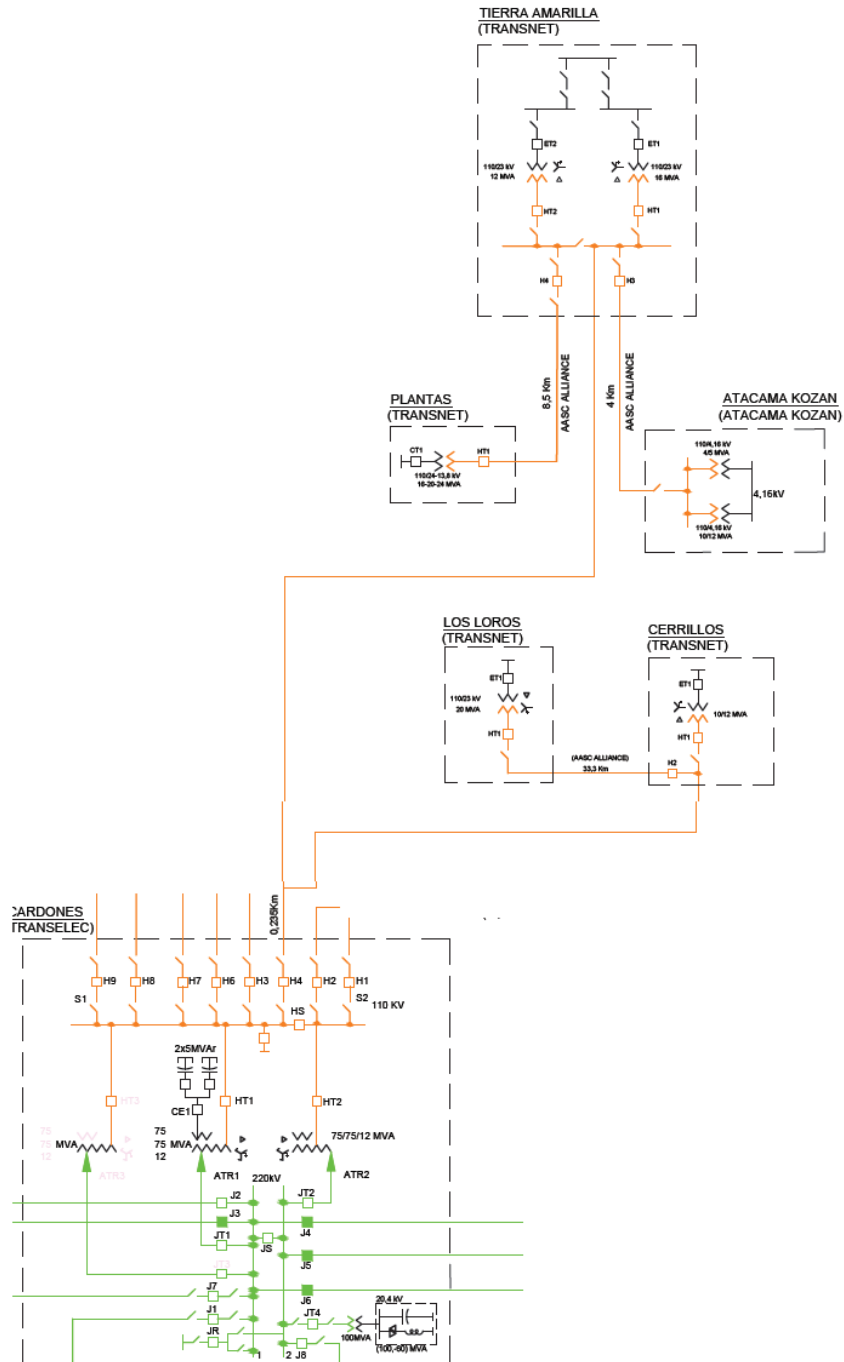 TIERRA AMARILLA
(TRANSNET)
ET2
ET1
110/23 kV
12 MVA
110/23 kV
16 MVA
HT2
HT1
H4
H3
8,5 Km
AASC ALLIANCE
4 Km
AASC ALLIANCE
PLANTAS
(TRANSNET)
CT1
HT1
110/24-13,8 kV
16-20-24 MVA
ATACAMA KOZAN
(ATACAMA KOZAN)
110/4,16 kV
4/5 MVA
4,16kV
110/4,16 kV
10/12 MVA
LOS LOROS
(TRANSNET)
ET1
110/23 kV
20 MVA
HT1
(AASC ALLIANCE)
33,3 Km
CERRILLOS
(TRANSNET)
ET1
10/12 MVA
HT1
H2
0,235Km
CARDONES
TRANSELEC)
H9
H8
H7
H6
H3
H4
H2
H1
S1
S2
110 KV
HS
2x5MVAr
HT3
CE1
HT1
HT2
75
75
12
MVA
75
75
12
MVA
75/75/12 MVA
ATR3
ATR1
ATR2
220kV
J2
JT2
J3
J4
JT1
JS
J5
JT3
J7
J6
J1
JT4
20,4 kV
JR
100MVA
(100,-60) MVA
1
2
J8